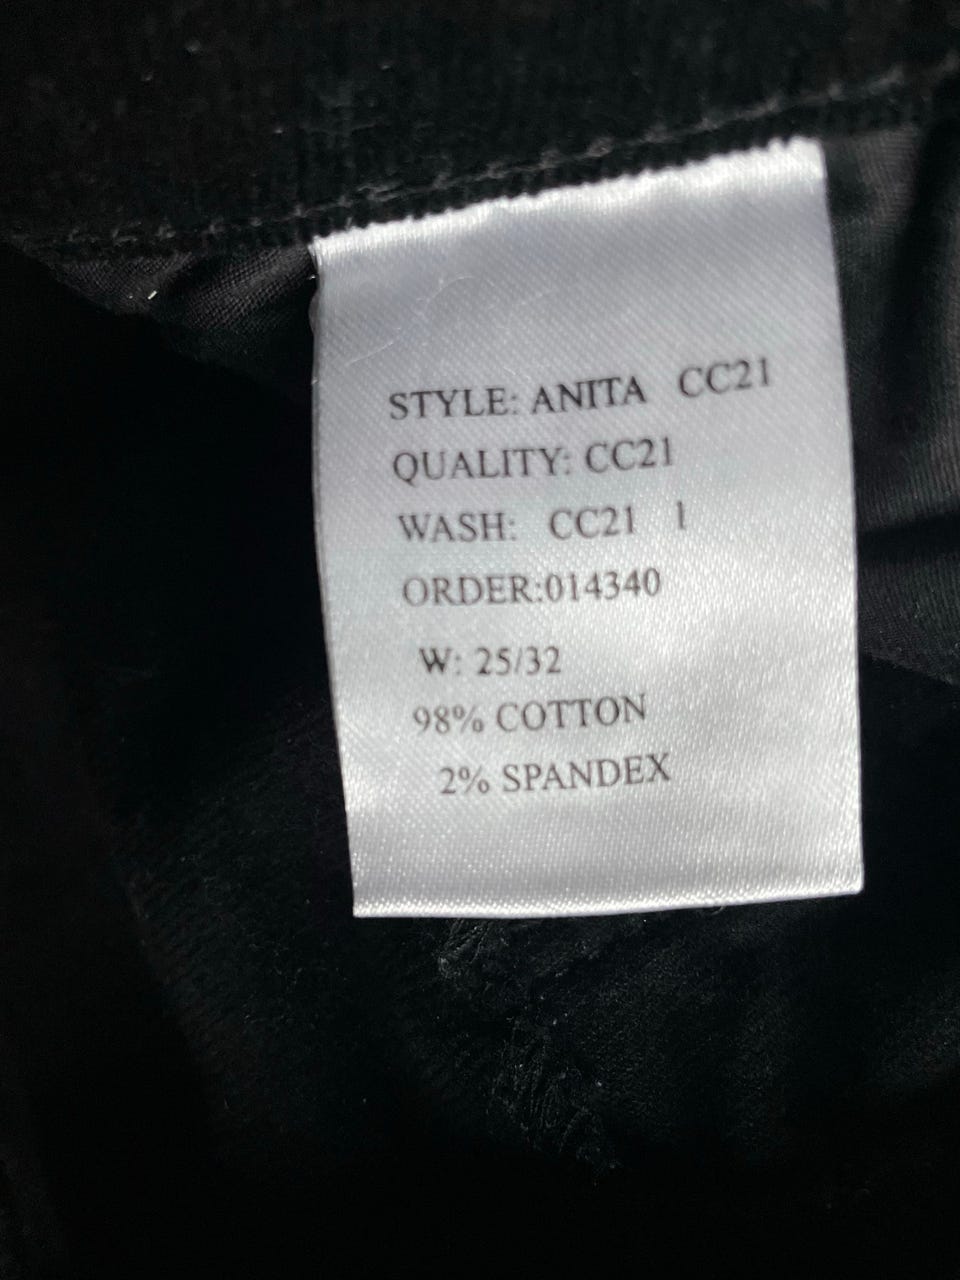 STYLE: ANITA CC21
QUALITY: CC21
WASH: CC21 1
ORDER:014340
W: 25/32
98% COTTON
2% SPANDEX